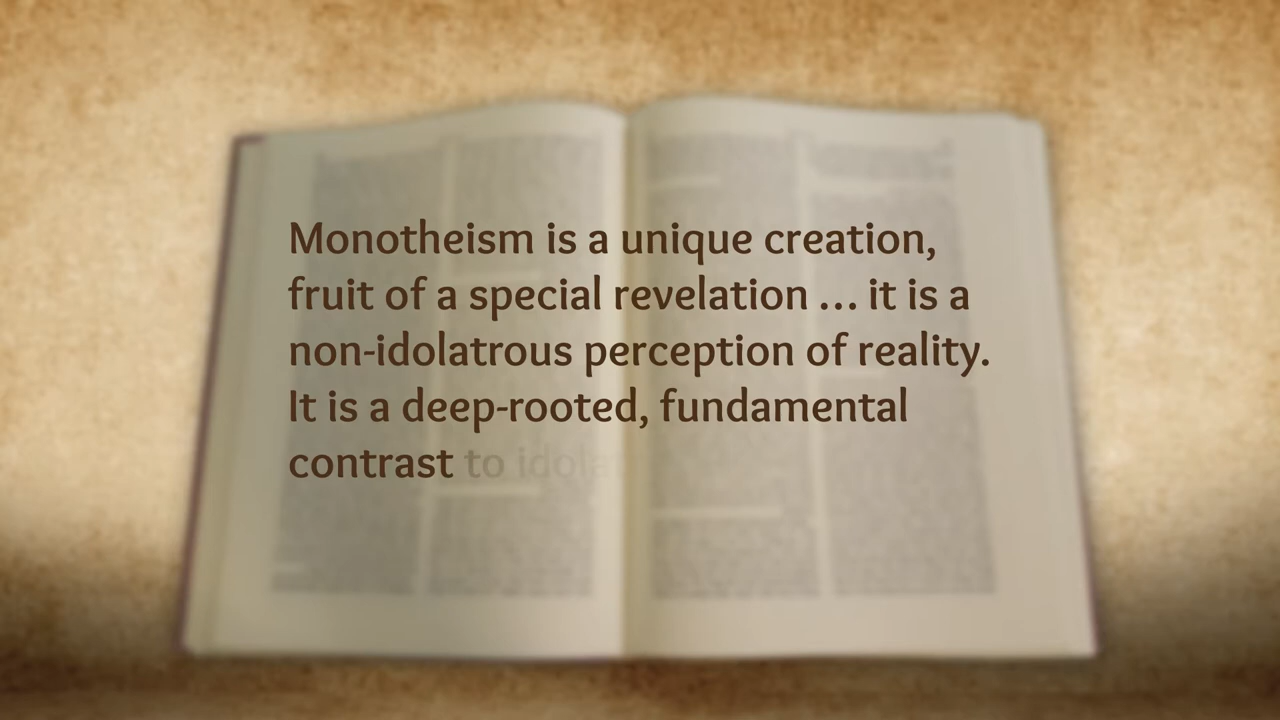 Monotheism is a unique creation,
fruit of a special revelation … it is a
non-idolatrous perception of reality.
It is a deep-rooted, fundamental
contrast to